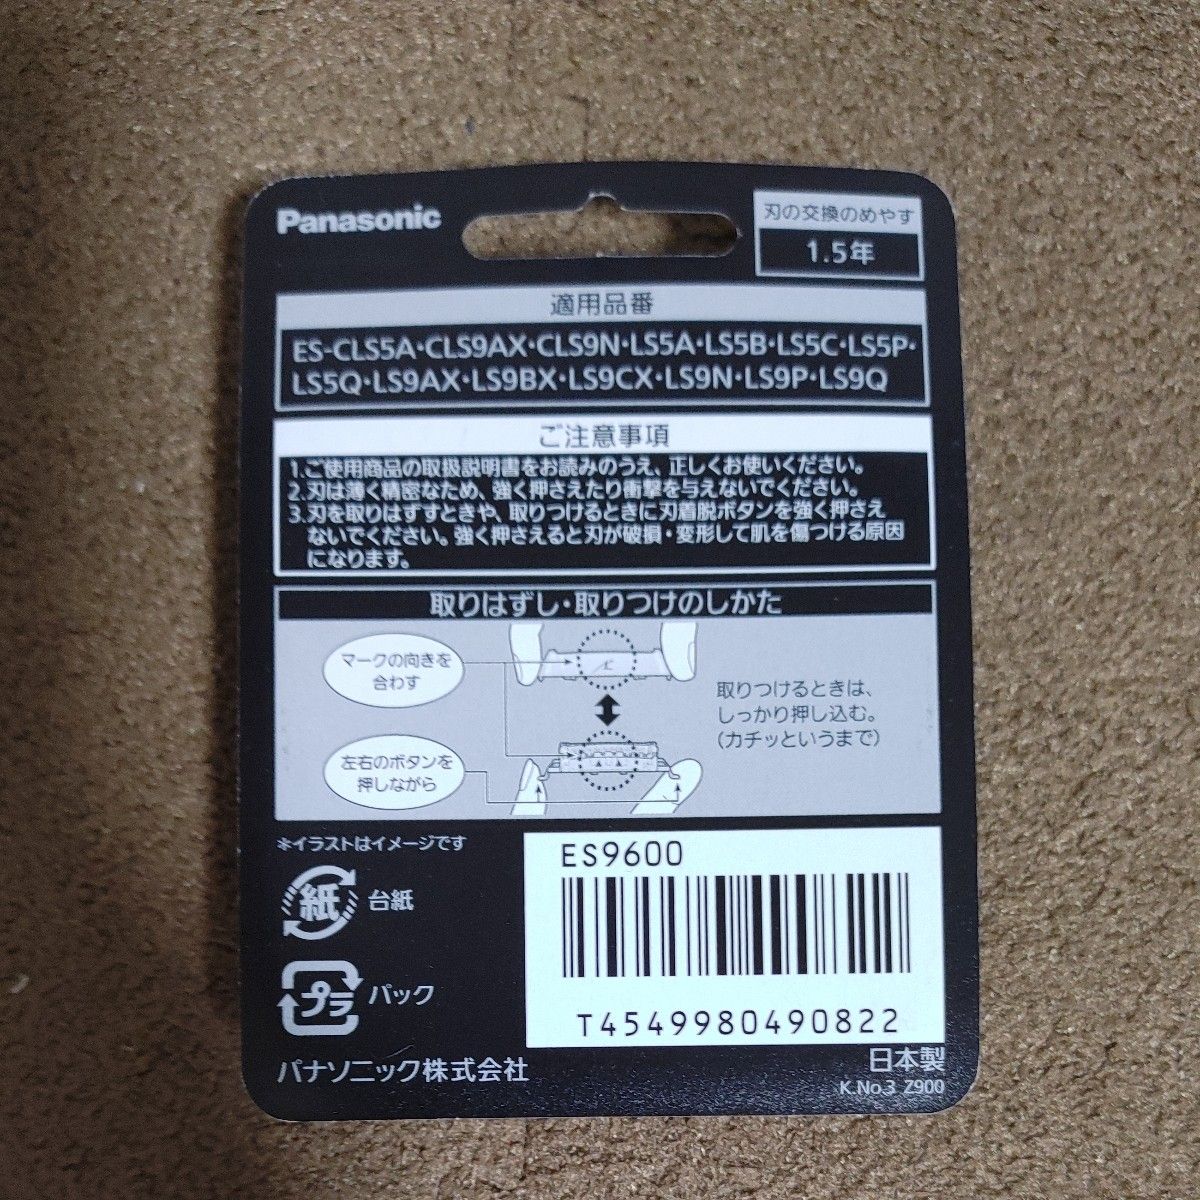 Panasonic
刃の交換のめやす
1.5年
適用品番
ES-CLS5A・CLS9AX・CLS9N・LS5A・LS5B・LS5C・LS5P・
LS5Q・LS9AX・LS9BX・LS9CX・LS9N・LS9P・LS9Q
ご注意事項
1.ご使用商品の取扱説明書をお読みのうえ、正しくお使いください。
2.刃は薄く精密なため、強く押さえたり衝撃を与えないでください。
3.刃を取りはずすときや、取りつけるときに刃着脱ボタンを強く押さえ
ないでください。強く押さえると刃が破損・変形して肌を傷つける原因
になります。
取りはずし・取りつけのしかた
マークの向きを
合わす
取りつけるときは、
しっかり押し込む。
(カチッというまで)
左右のボタンを
押しながら
*イラストはイメージです
紙 台紙
プラ パック
パナソニック株式会社
ES9600
T4549980490822
日本製
K.No.3 Z900